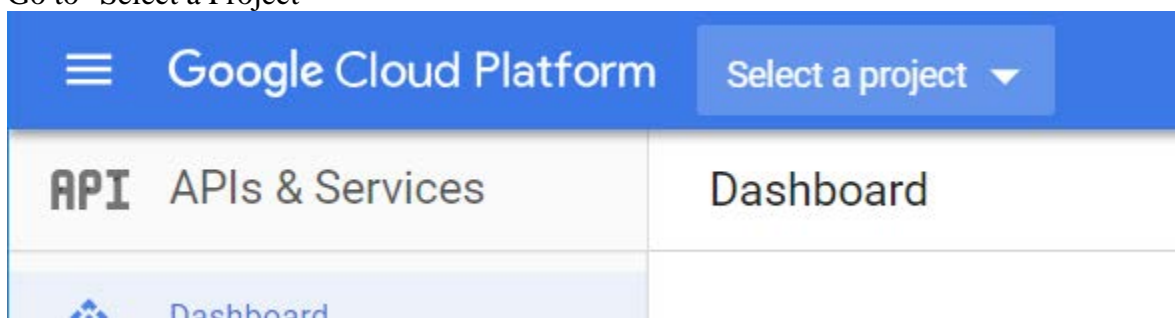 Go to "Select a Project"
Google Cloud Platform Select a project
API APIs & Services Dashboard
Dashboard